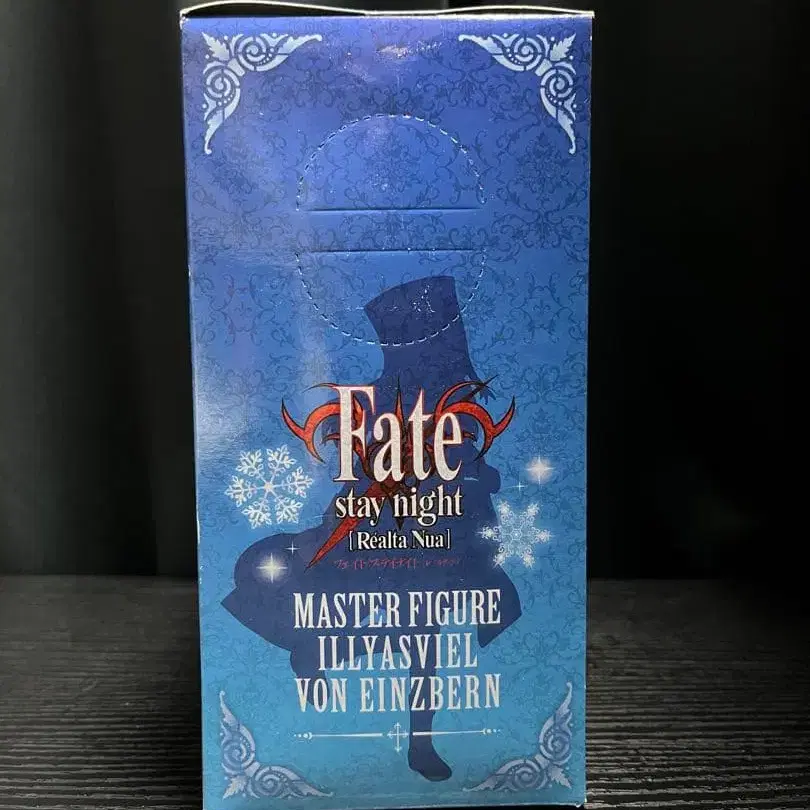 Fate
stay night
[Réalta Nua]
MASTER FIGURE
ILLYASVIEL
VON EINZBERN